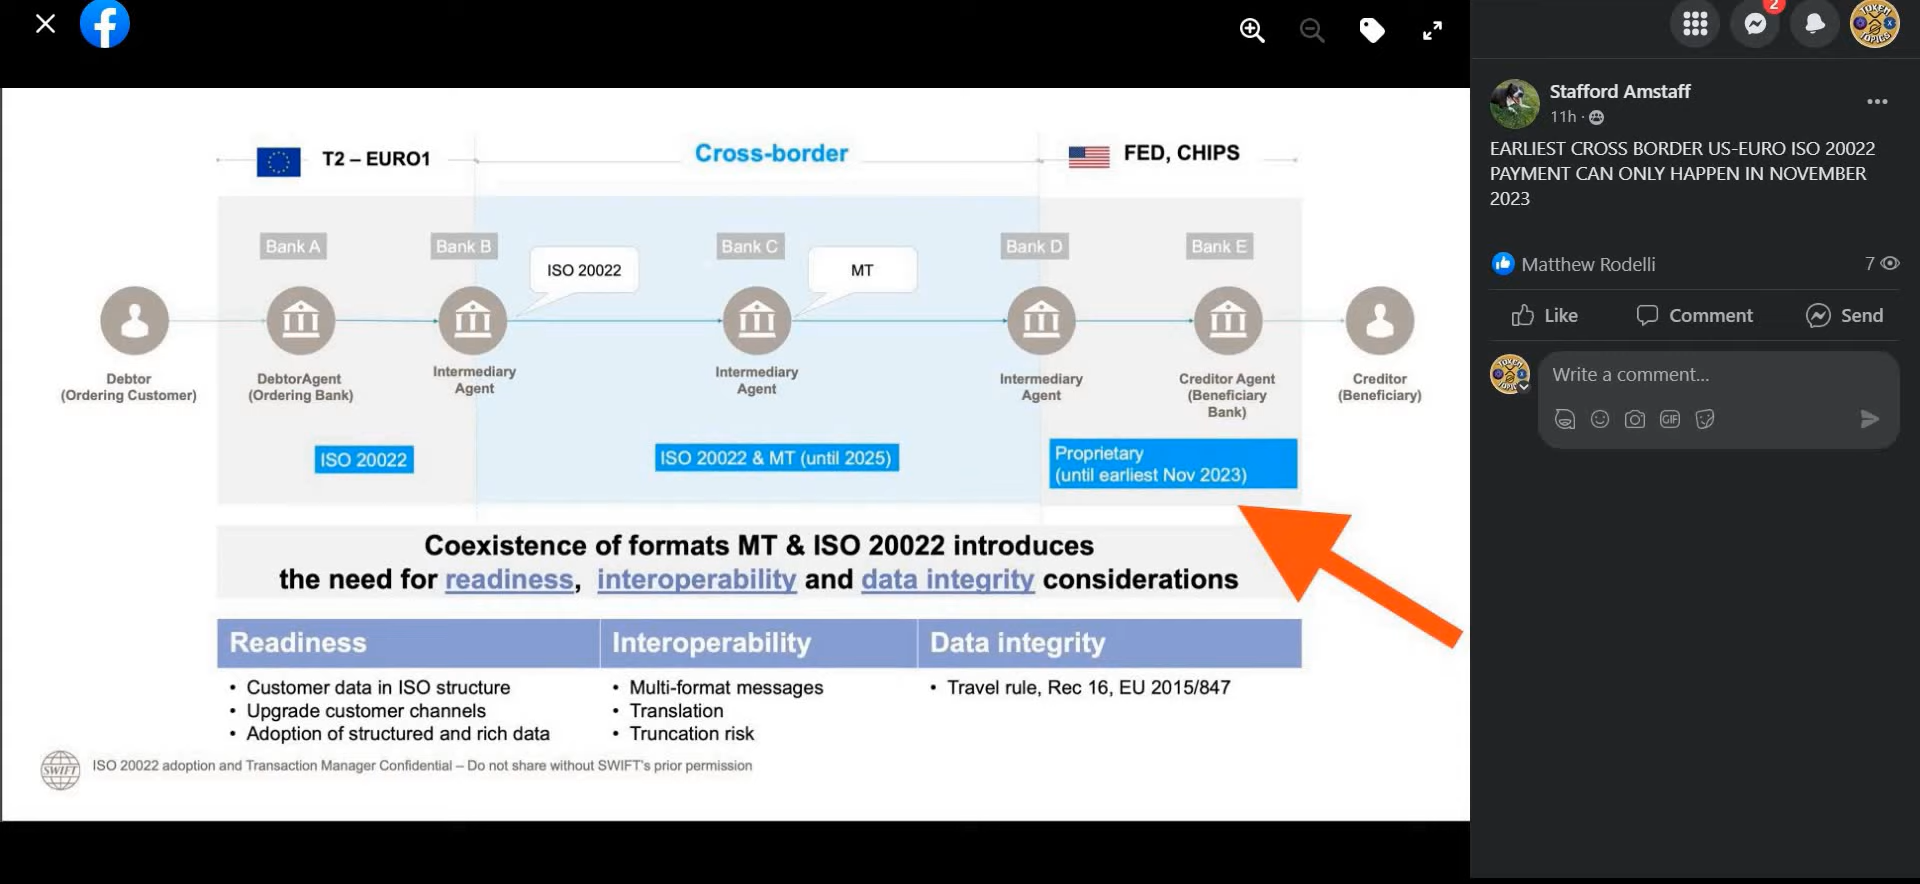 2
TOKEN
TOPICS
Stafford Amstaff
11h ·
EARLIEST CROSS BORDER US-EURO ISO 20022
PAYMENT CAN ONLY HAPPEN IN NOVEMBER
2023
Matthew Rodelli
7
Like
Comment
Send
Write a comment...
GIF
T2 – EURO1
Cross-border
FED, CHIPS
Bank A
Bank B
Bank C
Bank D
Bank E
ISO 20022
MT
Debtor
(Ordering Customer)
DebtorAgent
(Ordering Bank)
Intermediary
Agent
Intermediary
Agent
Intermediary
Agent
Creditor Agent
(Beneficiary
Bank)
Creditor
(Beneficiary)
ISO 20022
ISO 20022 & MT (until 2025)
Proprietary
(until earliest Nov 2023)
Coexistence of formats MT & ISO 20022 introduces
the need for readiness, interoperability and data integrity considerations
Readiness
• Customer data in ISO structure
• Upgrade customer channels
• Adoption of structured and rich data
Interoperability
• Multi-format messages
• Translation
• Truncation risk
Data integrity
• Travel rule, Rec 16, EU 2015/847
SWIFT
ISO 20022 adoption and Transaction Manager Confidential – Do not share without SWIFT's prior permission